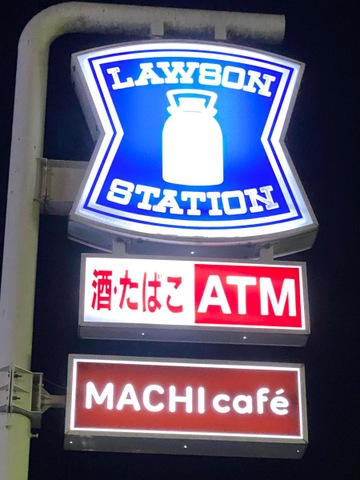 LAWSON
STATION
酒・たばこ ATM
MACHI café